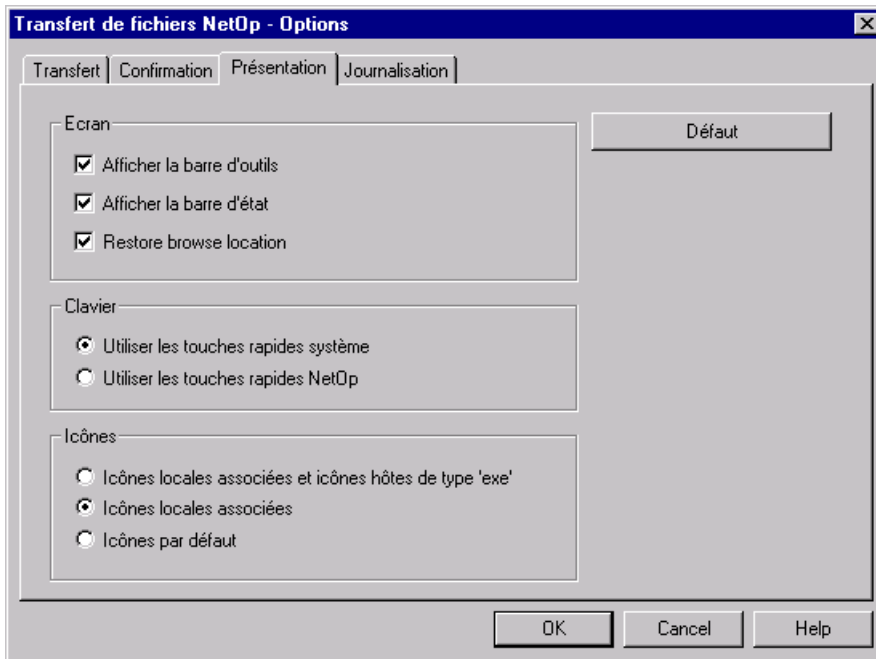 Transfert de fichiers NetOp - Options
Transfert Confirmation Présentation Journalisation
Ecran
Défaut
Afficher la barre d'outils
Afficher la barre d'état
Restore browse location
Clavier
Utiliser les touches rapides système
Utiliser les touches rapides NetOp
Icônes
Icônes locales associées et icônes hôtes de type 'exe'
Icônes locales associées
Icônes par défaut
OK Cancel Help